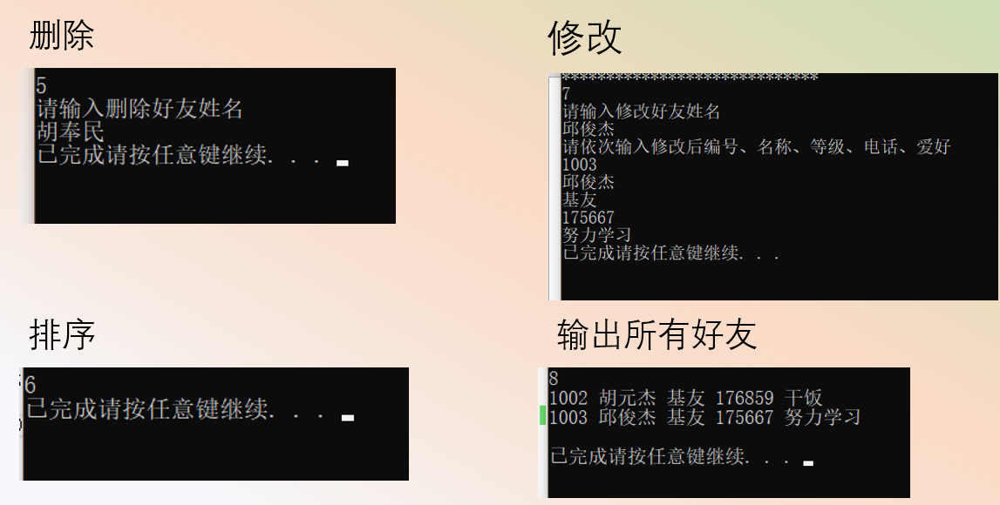 删除
5
请输入删除好友姓名
胡奉民
已完成请按任意键继续. . .
修改
*****************************
7
请输入修改好友姓名
邱俊杰
请依次输入修改后编号、名称、等级、电话、爱好
1003
邱俊杰
基友
175667
努力学习
已完成请按任意键继续. . .
排序
6
已完成请按任意键继续. . .
输出所有好友
8
1002 胡元杰 基友 176859 干饭
1003 邱俊杰 基友 175667 努力学习
已完成请按任意键继续. . .